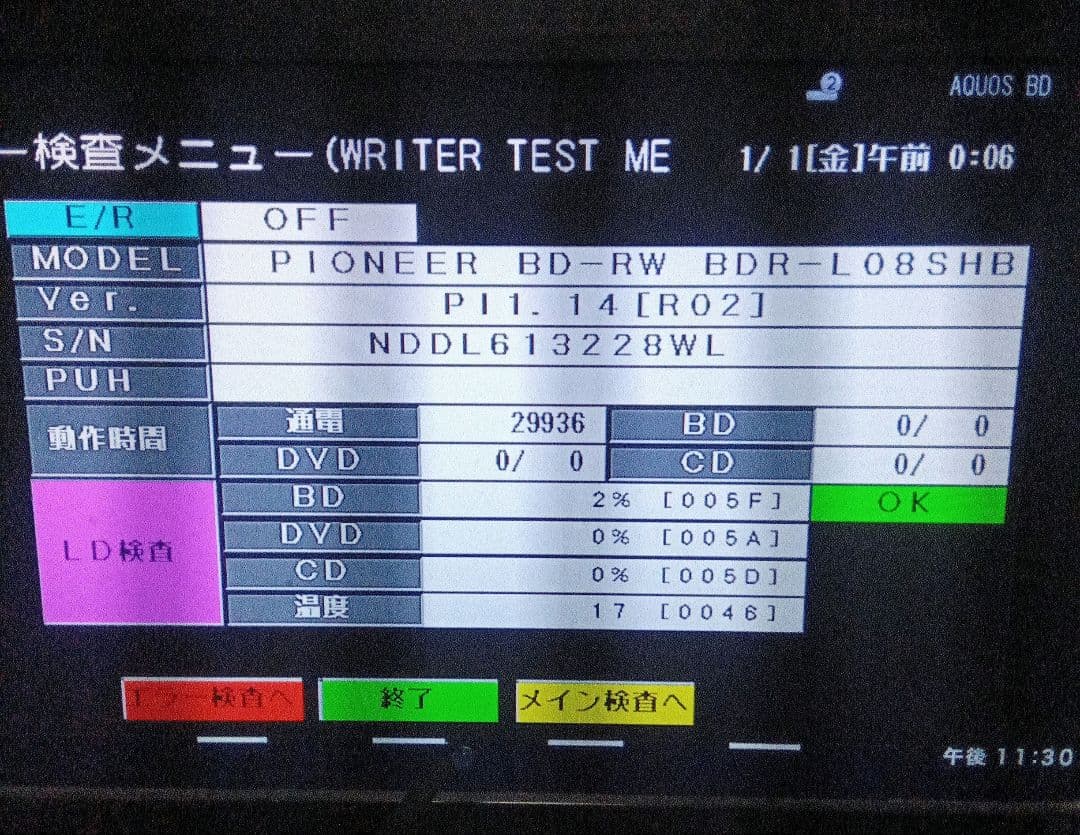 2 AQUOS BD
ー検査メニュー(WRITER TEST ME 1/ 1[金]午前 0:06
E/R OFF
MODEL PIONEER BD-RW BDR-L08SHB
Ver. PI1.14[R02]
S/N NDDL613228WL
PUH
動作時間 通電 29936 BD 0/ 0
DVD 0/ 0 CD 0/ 0
LD検査 BD 2% [005F] OK
DVD 0% [005A]
CD 0% [005D]
温度 17 [0046]
エラー検査へ 終了 メイン検査へ
午後 11:30